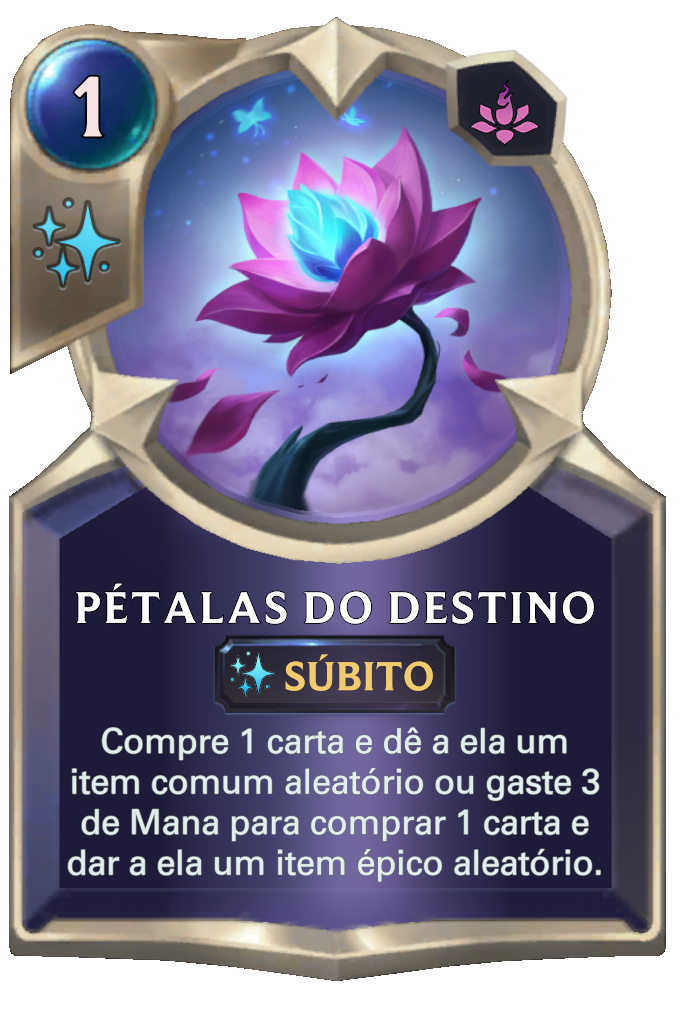 1
PÉTALAS DO DESTINO
SÚBITO
Compre 1 carta e dê a ela um
item comum aleatório ou gaste 3
de Mana para comprar 1 carta e
dar a ela um item épico aleatório.